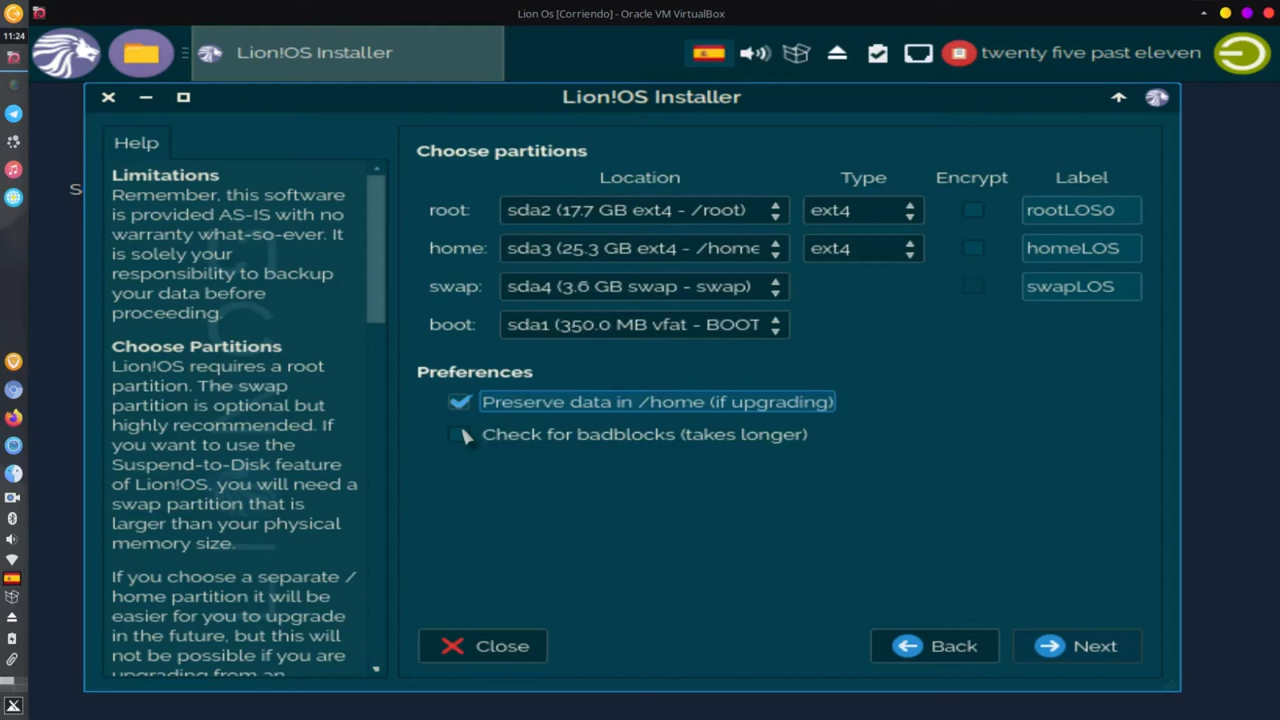 Lion Os [Corriendo] - Oracle VM VirtualBox
11:24
Lion!OS Installer
twenty five past eleven
Lion!OS Installer
Help
Limitations
Remember, this software
is provided AS-IS with no
warranty what-so-ever. It
is solely your
responsibility to backup
your data before
proceeding.
Choose Partitions
Lion!OS requires a root
partition. The swap
partition is optional but
highly recommended. If
you want to use the
Suspend-to-Disk feature
of Lion!OS, you will need a
swap partition that is
larger than your physical
memory size.
If you choose a separate /
home partition it will be
easier for you to upgrade
in the future, but this will
not be possible if you are
upgrading from an
Choose partitions
Location Type Encrypt Label
root: sda2 (17.7 GB ext4 - /root) ext4 rootLOS0
home: sda3 (25.3 GB ext4 - /home ext4 homeLOS
swap: sda4 (3.6 GB swap - swap) swapLOS
boot: sda1 (350.0 MB vfat - BOOT
Preferences
Preserve data in /home (if upgrading)
Check for badblocks (takes longer)
Close Back Next